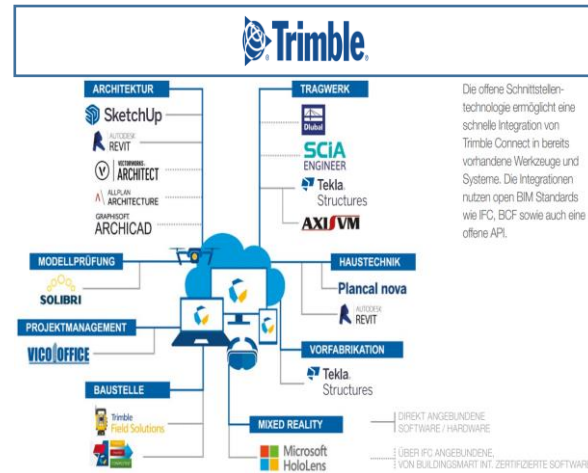 Trimble.
ARCHITEKTUR
SketchUp
AUTODESK
REVIT
VECTORWORKS
ARCHITECT
ALLPLAN
ARCHITECTURE
GRAPHISOFT
ARCHICAD
MODELLPRÜFUNG
SOLIBRI
PROJEKTMANAGEMENT
VICO OFFICE
BAUSTELLE
Trimble
Field Solutions
TRAGWERK
Dlubal
SCiA
ENGINEER
Tekla
Structures
AXISVM
HAUSTECHNIK
Plancal nova
AUTODESK
REVIT
VORFABRIKATION
Tekla
Structures
MIXED REALITY
Microsoft
HoloLens
Die offene Schnittstellen-
technologie ermöglicht eine
schnelle Integration von
Trimble Connect in bereits
vorhandene Werkzeuge und
Systeme. Die Integrationen
nutzen open BIM Standards
wie IFC, BCF sowie auch eine
offene API.
DIREKT ANGEBUNDENE
SOFTWARE / HARDWARE
ÜBER IFC ANGEBUNDENE,
VON BUILDINGSMART INT. ZERTIFIZIERTE SOFTWARE